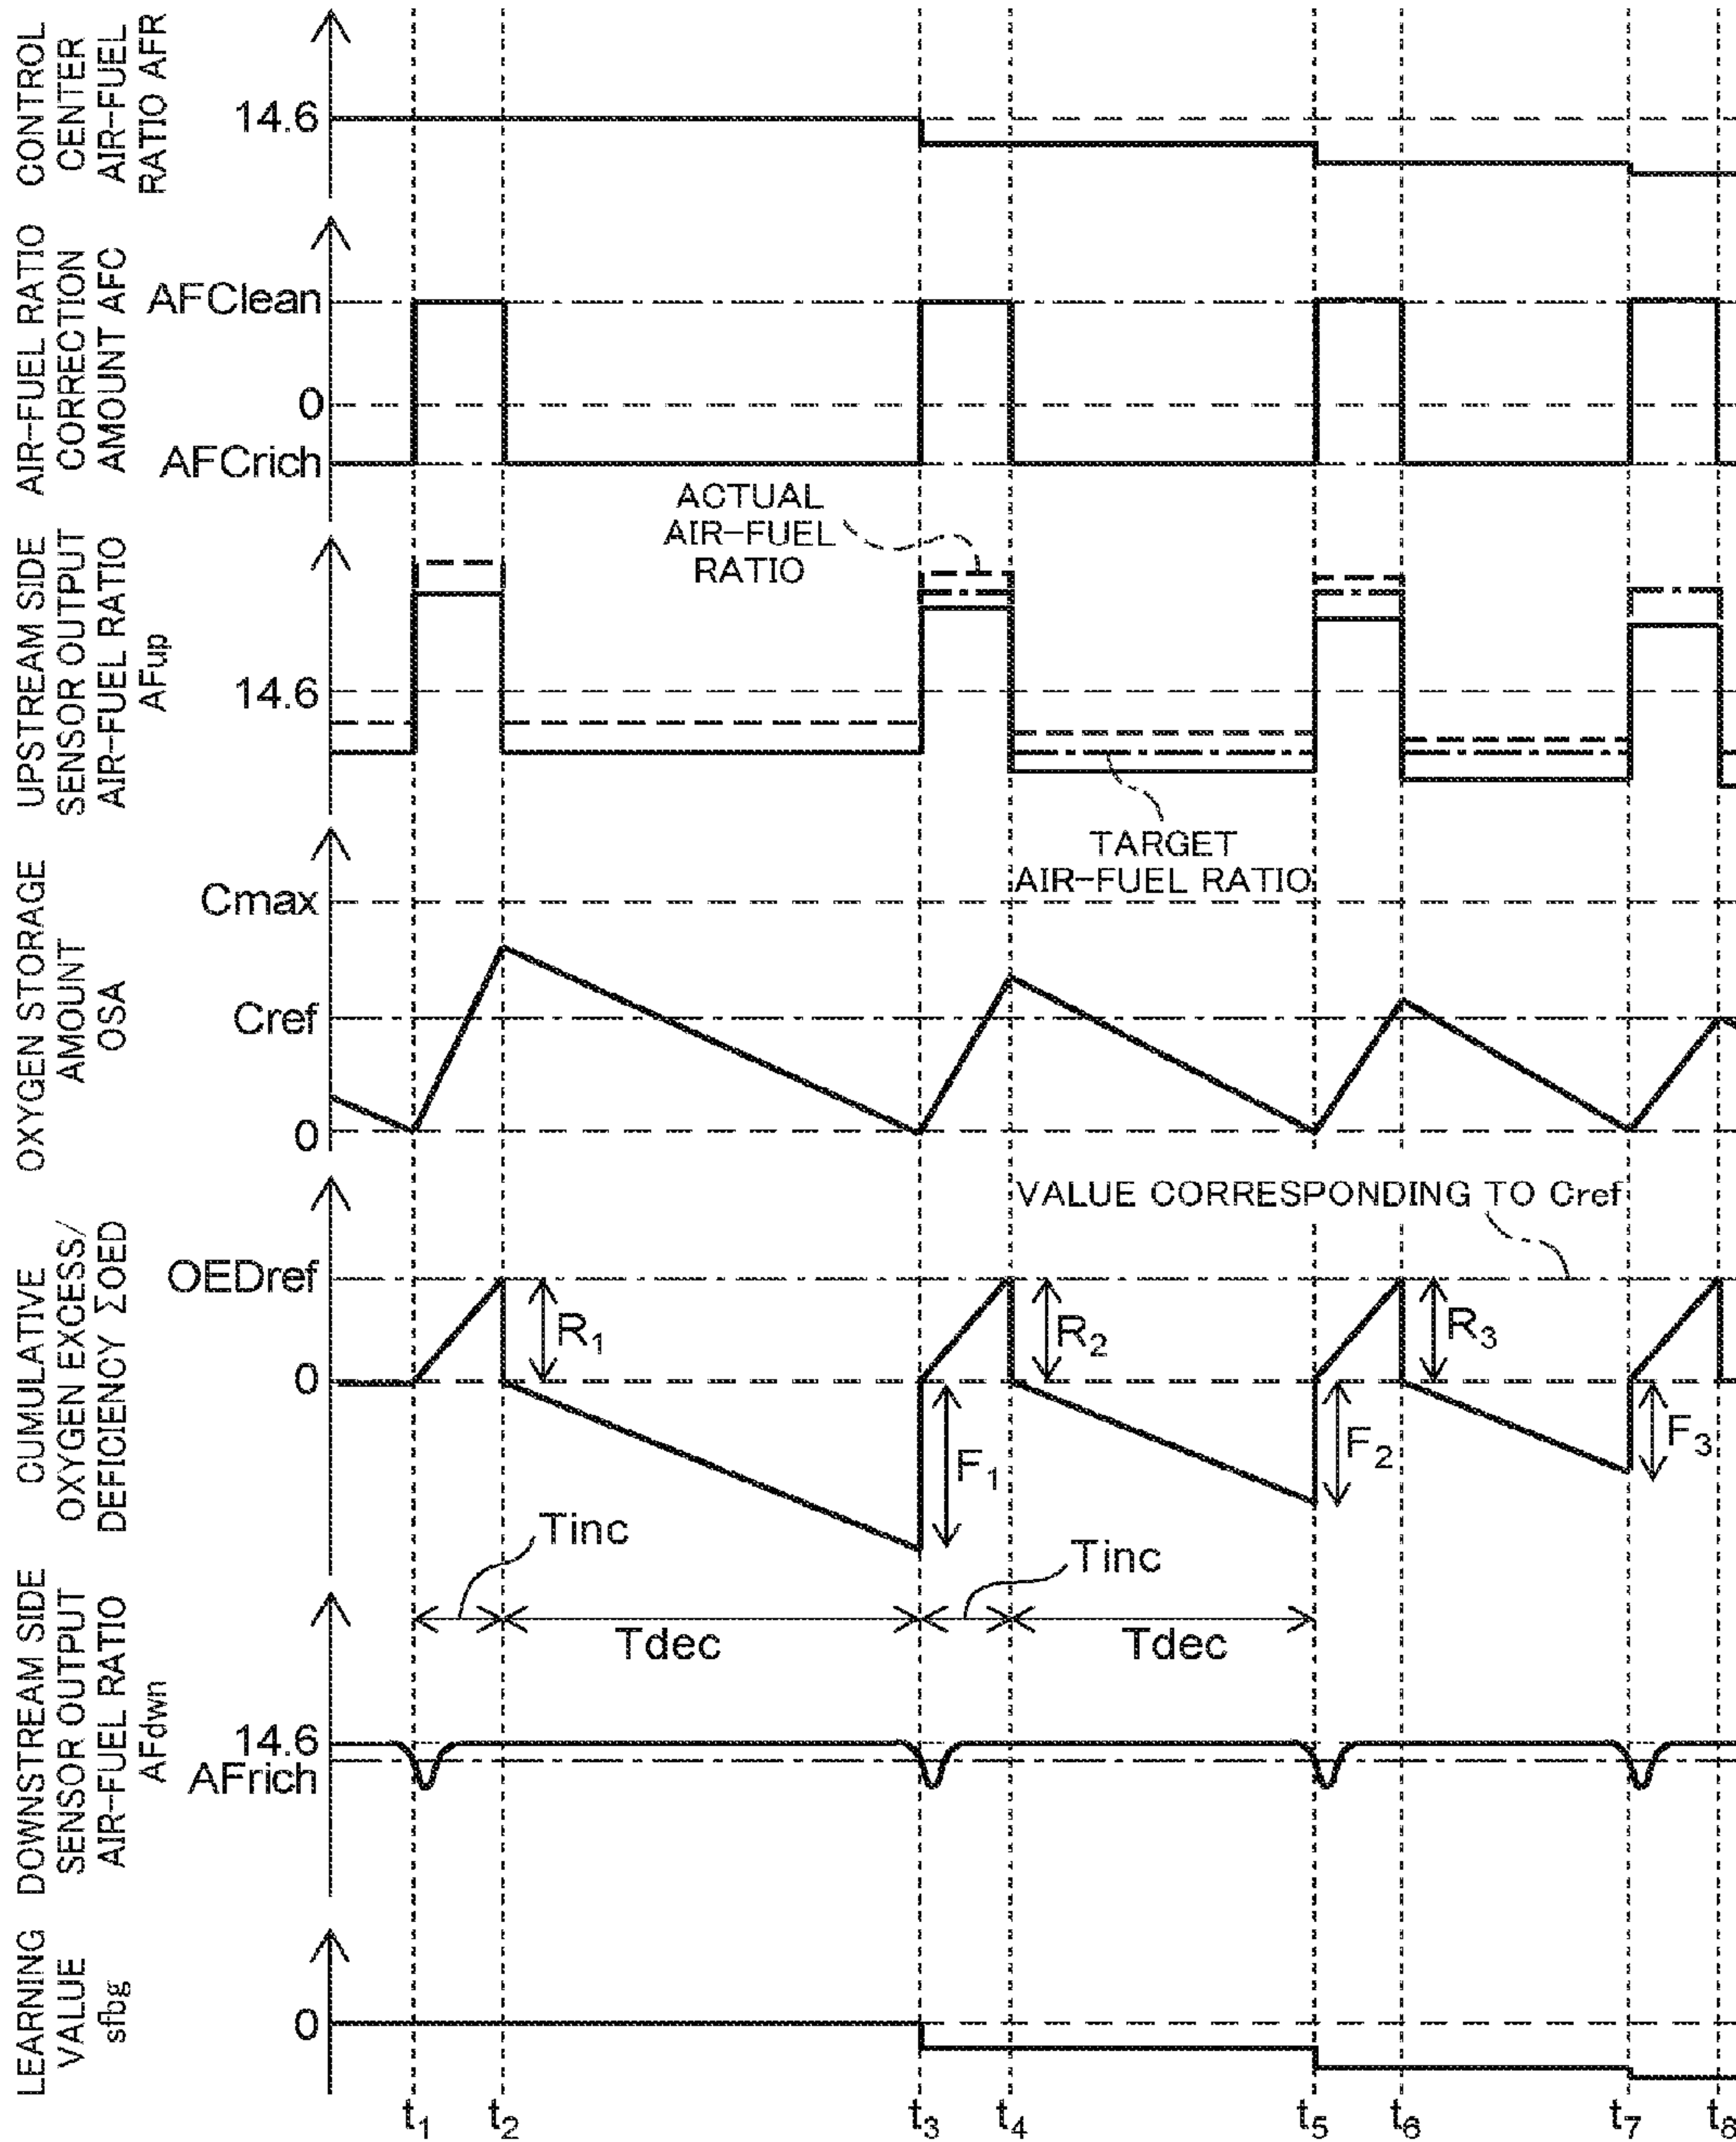 CONTROL
CENTER
AIR-FUEL
RATIO AFR
14.6
AIR-FUEL RATIO
CORRECTION
AMOUNT AFC
AFClean
0
AFCrich
UPSTREAM SIDE
SENSOR OUTPUT
AIR-FUEL RATIO
AFup
14.6
ACTUAL
AIR-FUEL
RATIO
TARGET
AIR-FUEL RATIO
OXYGEN STORAGE
AMOUNT
OSA
Cmax
Cref
0
CUMULATIVE
OXYGEN EXCESS/
DEFICIENCY ΣOED
VALUE CORRESPONDING TO Cref
OEDref
0
R₁
R₂
R₃
F₁
F₂
F₃
Tinc
Tinc
Tdec
Tdec
DOWNSTREAM SIDE
SENSOR OUTPUT
AIR-FUEL RATIO
AFdwn
14.6
AFrich
LEARNING
VALUE
sfbg
0
t₁ t₂ t₃ t₄ t₅ t₆ t₇ t₈